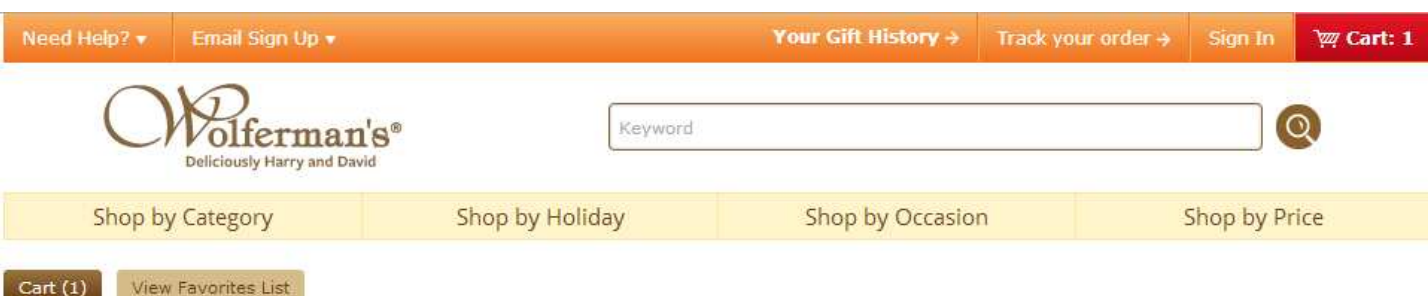 Need Help? ▾ Email Sign Up ▾ Your Gift History → Track your order → Sign In Cart: 1
Wolferman's®
Deliciously Harry and David
Keyword
Shop by Category Shop by Holiday Shop by Occasion Shop by Price
Cart (1) View Favorites List